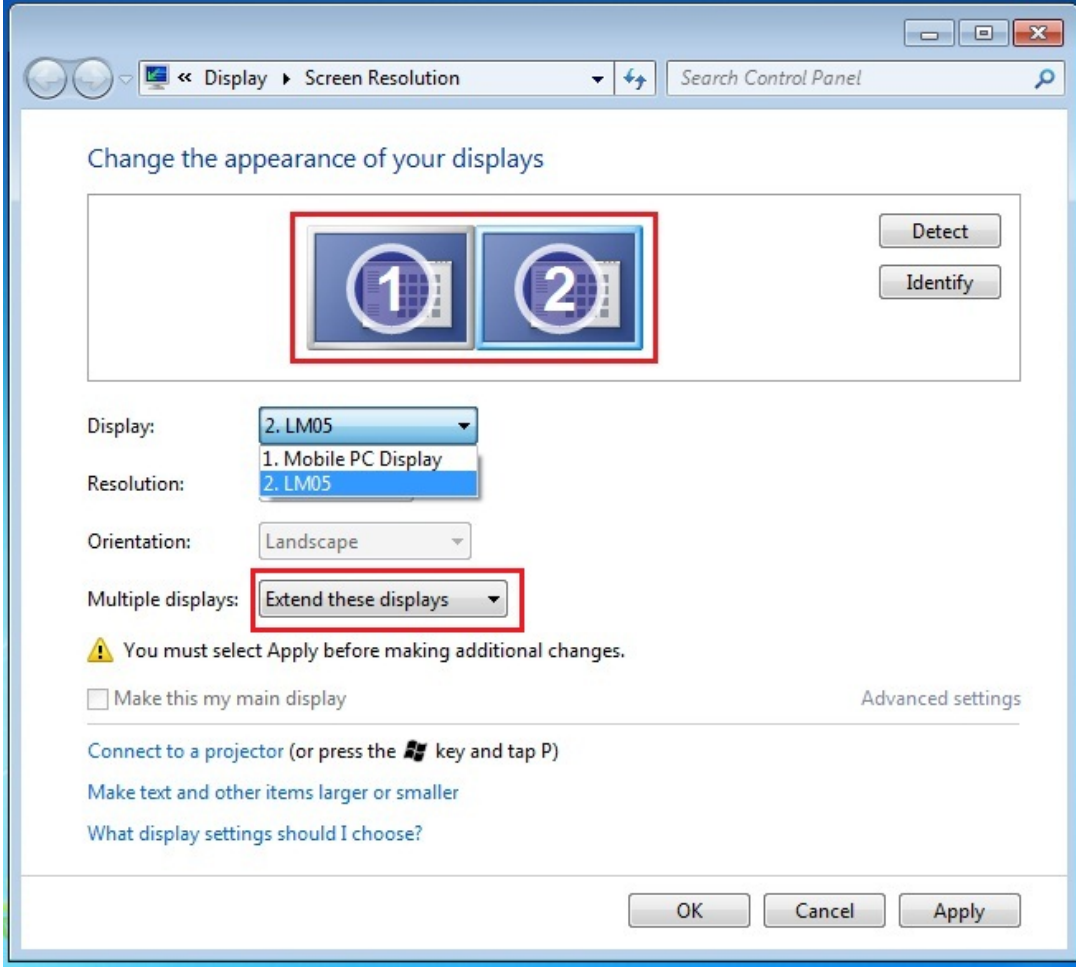 « Display ▸ Screen Resolution
Search Control Panel
Change the appearance of your displays
1
2
Detect
Identify
Display:
2. LM05
1. Mobile PC Display
2. LM05
Resolution:
Orientation:
Landscape
Multiple displays:
Extend these displays
You must select Apply before making additional changes.
Make this my main display
Advanced settings
Connect to a projector (or press the key and tap P)
Make text and other items larger or smaller
What display settings should I choose?
OK
Cancel
Apply